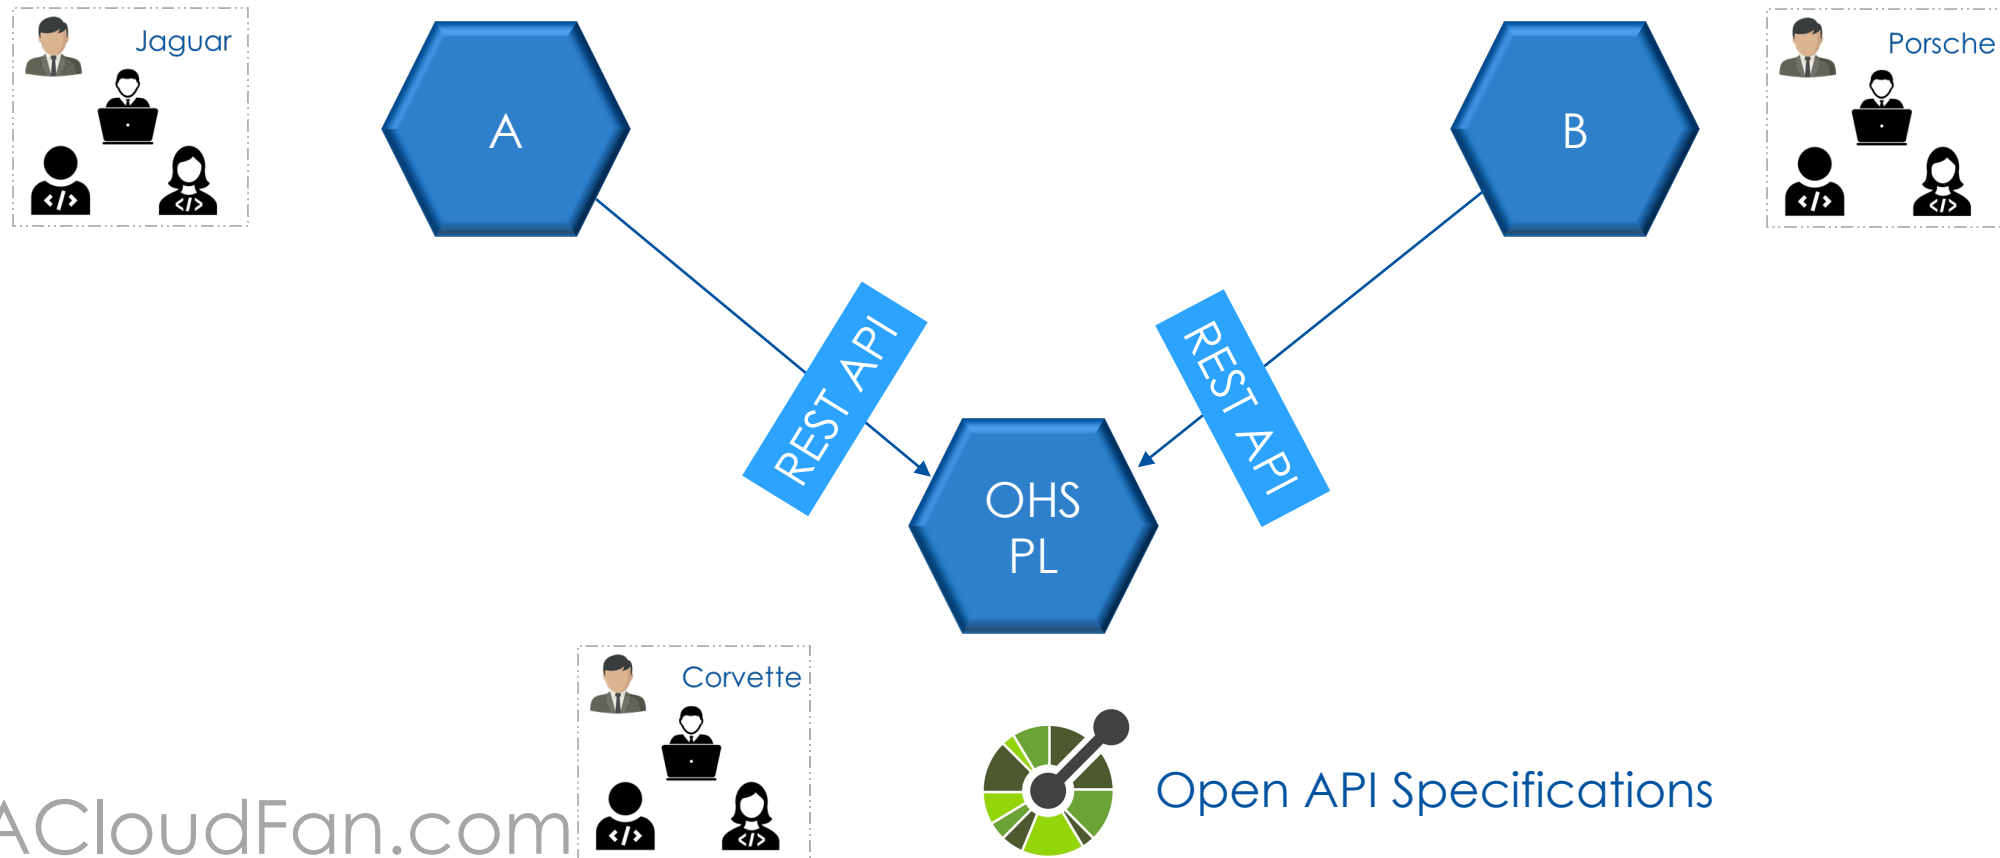 Jaguar
A
B
Porsche
REST API
REST API
OHS
PL
Corvette
Open API Specifications
ACloudFan.com